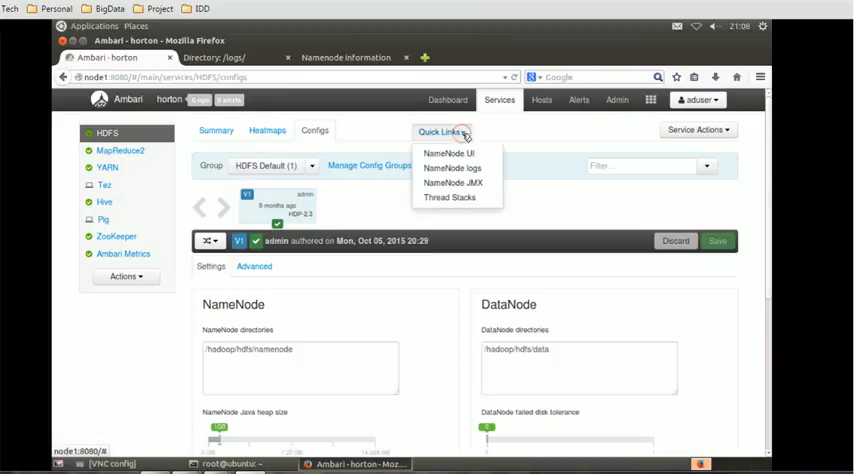 Tech Personal BigData Project IDD
Applications Places 21:08
Ambari - horton - Mozilla Firefox
Ambari - horton × Directory: /logs/ × Namenode information ×
node1:8080/#/main/services/HDFS/configs Google
Ambari horton 0 ops 0 alerts Dashboard Services Hosts Alerts Admin aduser
HDFS
MapReduce2
YARN
Tez
Hive
Pig
ZooKeeper
Ambari Metrics
Actions
Summary Heatmaps Configs Quick Links Service Actions
NameNode UI
NameNode logs
NameNode JMX
Thread Stacks
Group HDFS Default (1) Manage Config Groups Filter...
V1 admin
9 months ago
HDP-2.3
V1 admin authored on Mon, Oct 05, 2015 20:29 Discard Save
Settings Advanced
NameNode
NameNode directories
/hadoop/hdfs/namenode
NameNode Java heap size
DataNode
DataNode directories
/hadoop/hdfs/data
DataNode failed disk tolerance
0
node1:8080/#
[VNC config] root@ubuntu: ~ Ambari - horton - Moz...